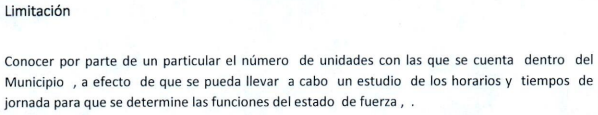 Limitación
Conocer por parte de un particular el número de unidades con las que se cuenta dentro del
Municipio , a efecto de que se pueda llevar a cabo un estudio de los horarios y tiempos de
jornada para que se determine las funciones del estado de fuerza , .